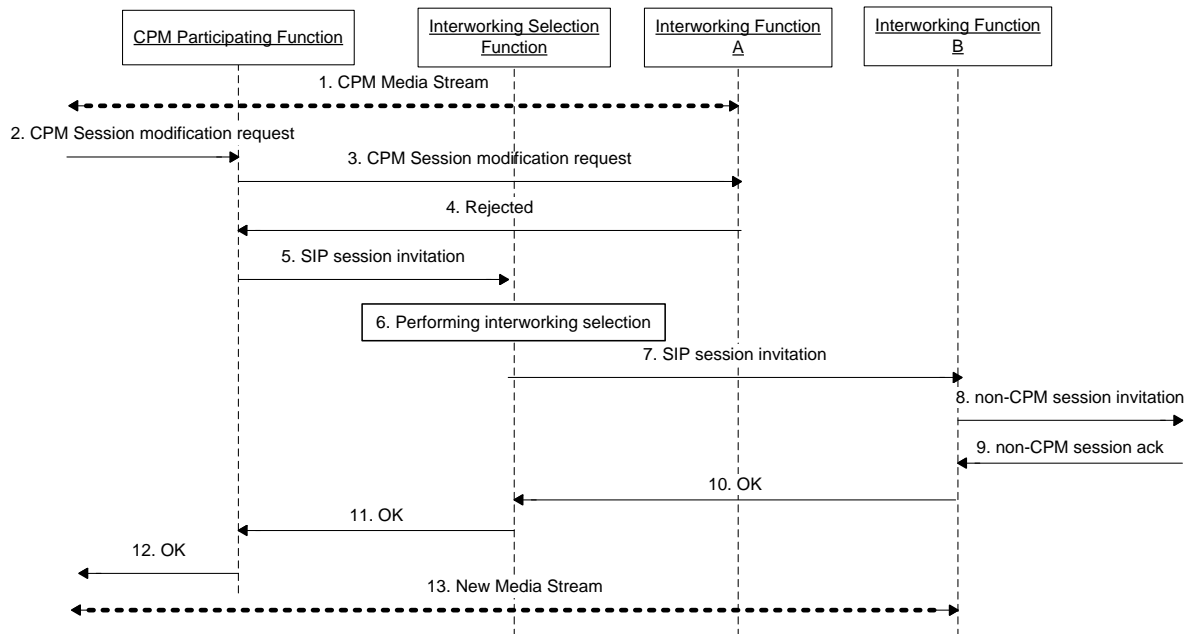 CPM Participating Function
Interworking Selection
Function
Interworking Function
A
Interworking Function
B
1. CPM Media Stream
2. CPM Session modification request
3. CPM Session modification request
4. Rejected
5. SIP session invitation
6. Performing interworking selection
7. SIP session invitation
8. non-CPM session invitation
9. non-CPM session ack
10. OK
11. OK
12. OK
13. New Media Stream